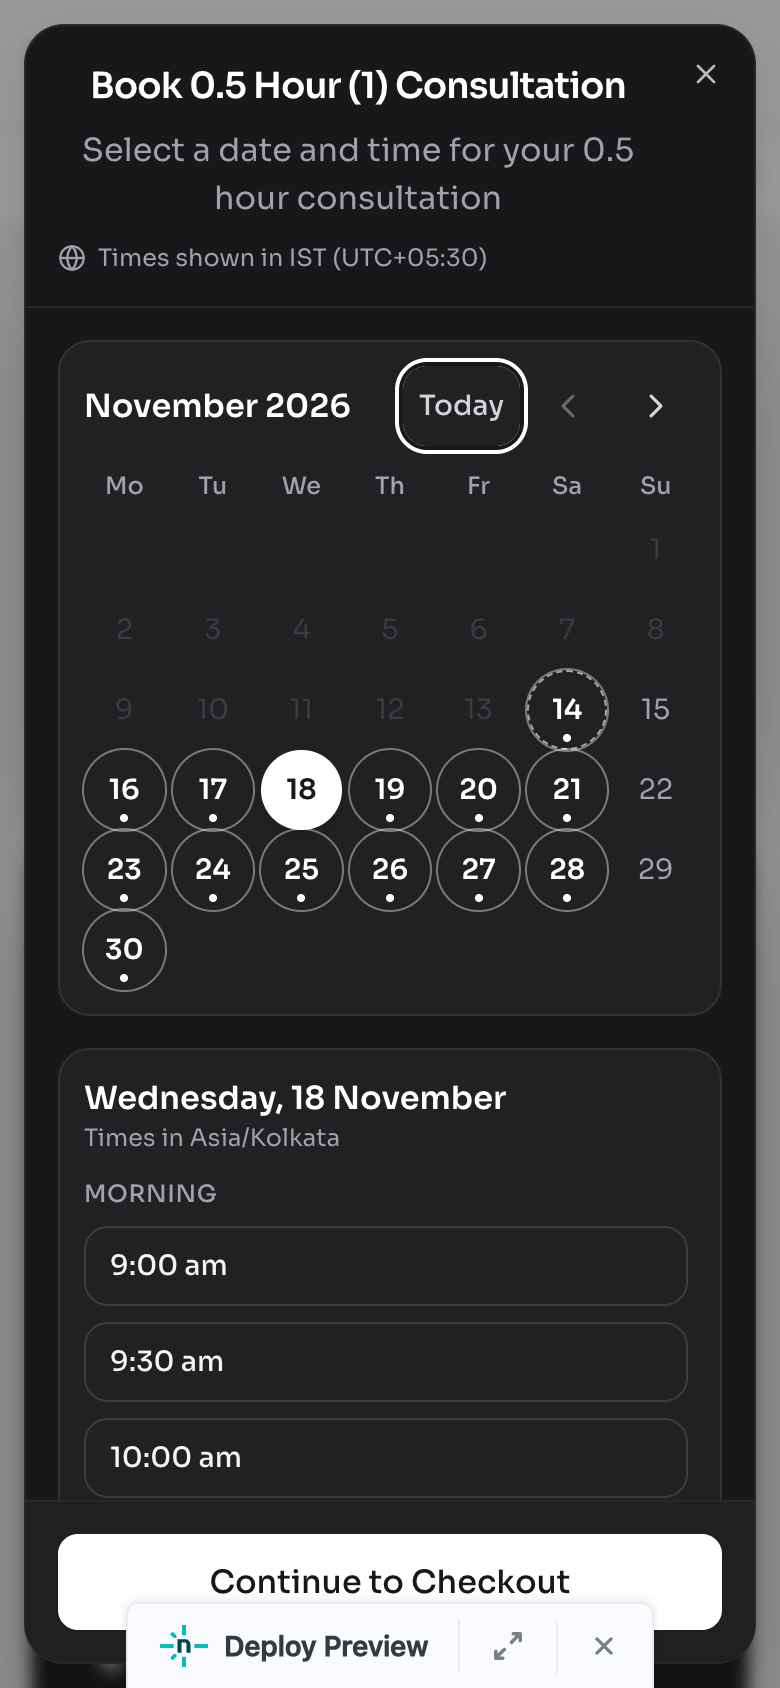 Book 0.5 Hour (1) Consultation
Select a date and time for your 0.5
hour consultation
Times shown in IST (UTC+05:30)
November 2026 Today
Mo Tu We Th Fr Sa Su
1
2 3 4 5 6 7 8
9 10 11 12 13 14 15
16 17 18 19 20 21 22
23 24 25 26 27 28 29
30
Wednesday, 18 November
Times in Asia/Kolkata
MORNING
9:00 am
9:30 am
10:00 am
Continue to Checkout
n Deploy Preview